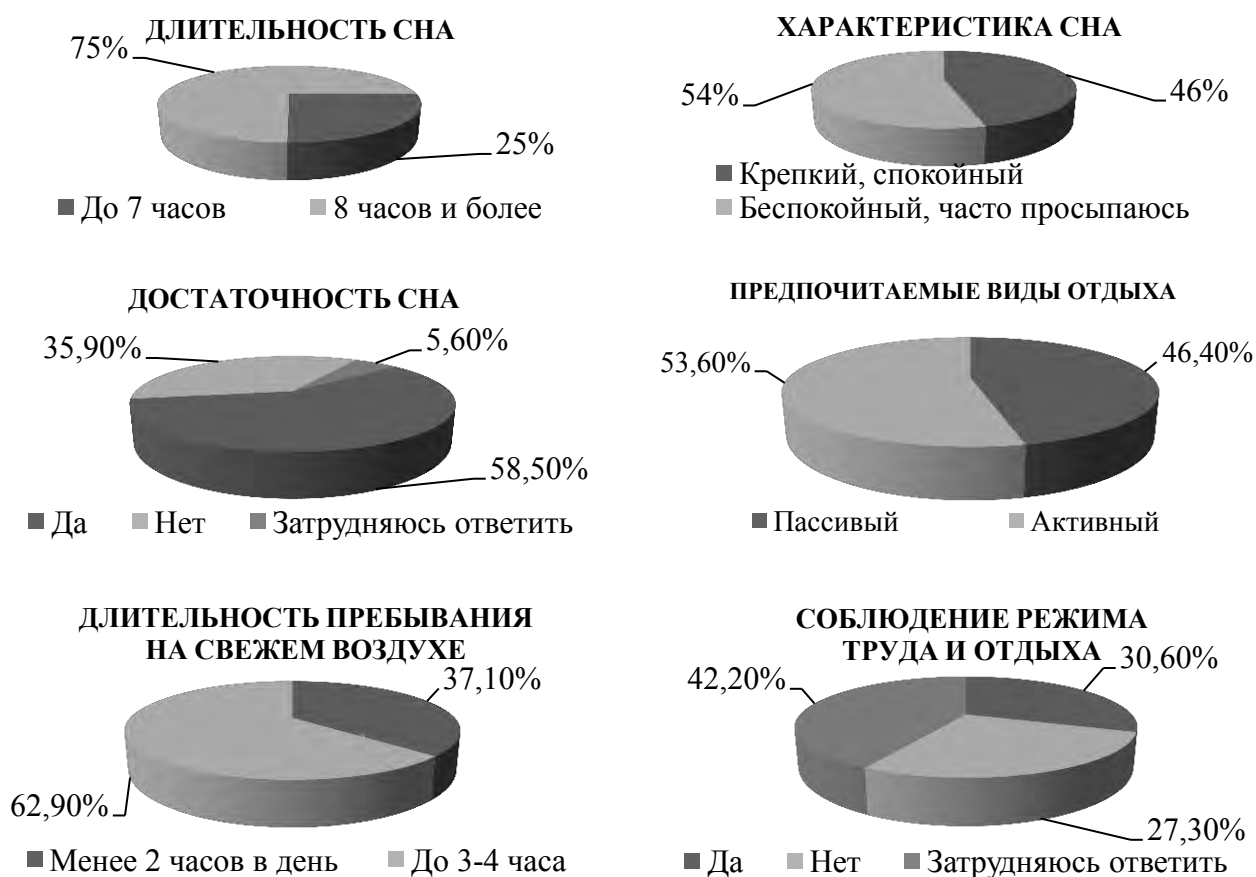 ДЛИТЕЛЬНОСТЬ СНА
75%
25%
До 7 часов 8 часов и более
ХАРАКТЕРИСТИКА СНА
54%
46%
Крепкий, спокойный
Беспокойный, часто просыпаюсь
ДОСТАТОЧНОСТЬ СНА
35,90%
5,60%
58,50%
Да Нет Затрудняюсь ответить
ПРЕДПОЧИТАЕМЫЕ ВИДЫ ОТДЫХА
53,60%
46,40%
Пассивный Активный
ДЛИТЕЛЬНОСТЬ ПРЕБЫВАНИЯ
НА СВЕЖЕМ ВОЗДУХЕ
37,10%
62,90%
Менее 2 часов в день До 3-4 часа
СОБЛЮДЕНИЕ РЕЖИМА
ТРУДА И ОТДЫХА
42,20%
30,60%
27,30%
Да Нет Затрудняюсь ответить